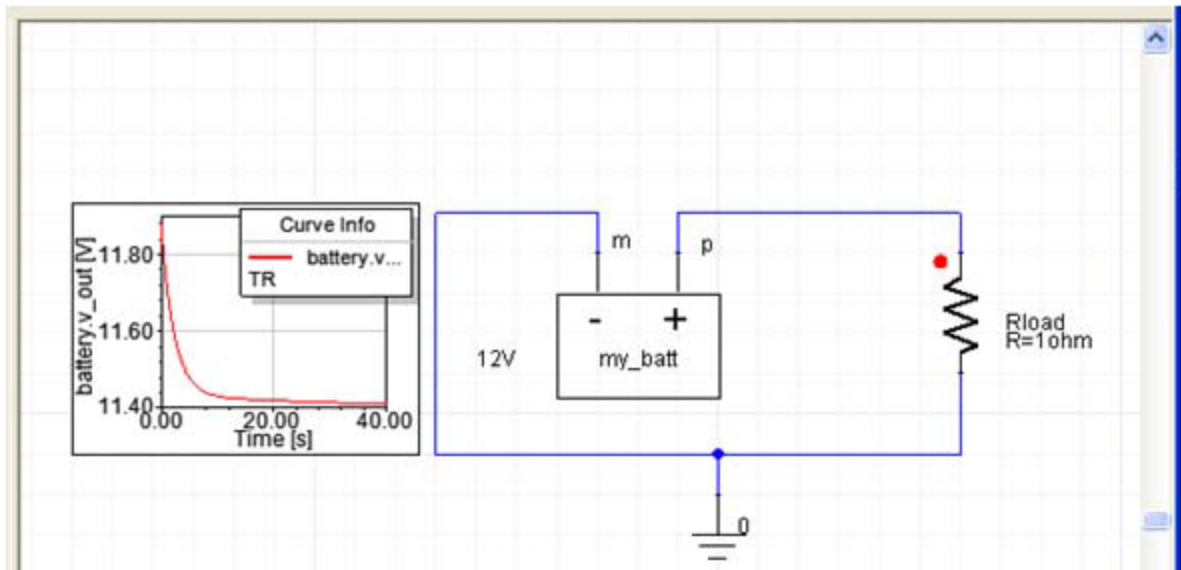 Curve Info
battery.v...
TR
battery.v_out [V]
11.80
11.60
11.40
0.00
20.00
40.00
Time [s]
m
p
-
+
my_batt
12V
Rload
R=1ohm
0